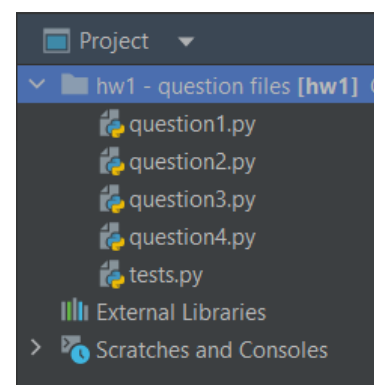 Project
hw1 - question files [hw1]
question1.py
question2.py
question3.py
question4.py
tests.py
External Libraries
Scratches and Consoles